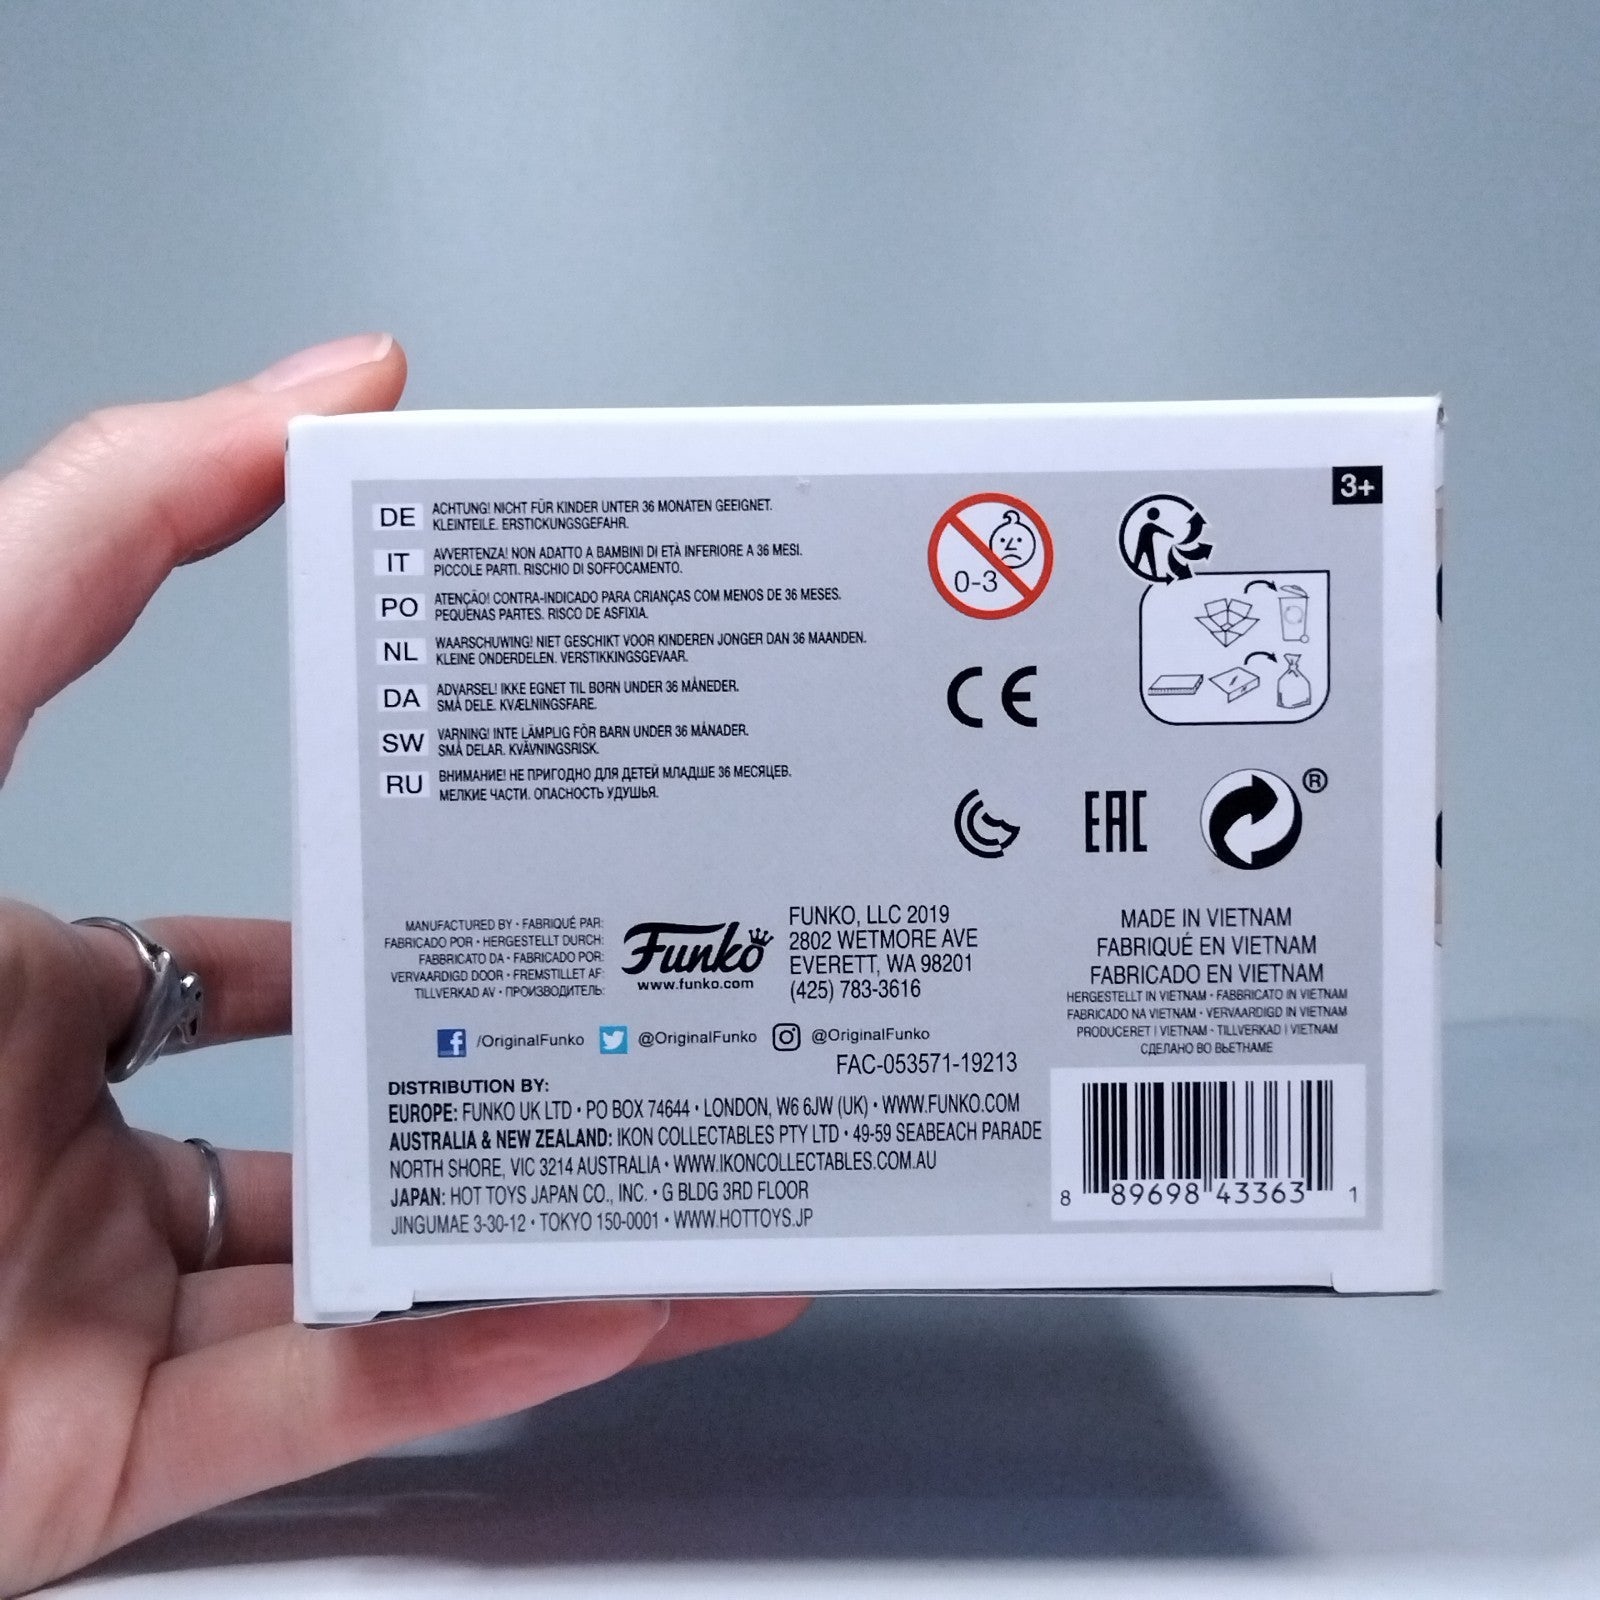 3+
DE
ACHTUNG! NICHT FÜR KINDER UNTER 36 MONATEN GEEIGNET.
KLEINTEILE. ERSTICKUNGSGEFAHR.
IT
AVVERTENZA! NON ADATTO A BAMBINI DI ETÀ INFERIORE A 36 MESI.
PICCOLE PARTI. RISCHIO DI SOFFOCAMENTO.
PO
ATENÇÃO! CONTRA-INDICADO PARA CRIANÇAS COM MENOS DE 36 MESES.
PEQUENAS PARTES. RISCO DE ASFIXIA.
NL
WAARSCHUWING! NIET GESCHIKT VOOR KINDEREN JONGER DAN 36 MAANDEN.
KLEINE ONDERDELEN. VERSTIKKINGSGEVAAR.
DA
ADVARSEL! IKKE EGNET TIL BØRN UNDER 36 MÅNEDER.
SMÅ DELE. KVÆLNINGSFARE.
SW
VARNING! INTE LÄMPLIG FÖR BARN UNDER 36 MÅNADER.
SMÅ DELAR. KVÄVNINGSRISK.
RU
ВНИМАНИЕ! НЕ ПРИГОДНО ДЛЯ ДЕТЕЙ МЛАДШЕ 36 МЕСЯЦЕВ.
МЕЛКИЕ ЧАСТИ. ОПАСНОСТЬ УДУШЬЯ.
0-3
CE
EAC
®
MANUFACTURED BY • FABRIQUÉ PAR:
FABRICADO POR • HERGESTELLT DURCH:
FABBRICATO DA • FABRICADO POR:
VERVAARDIGD DOOR • FREMSTILLET AF:
TILLVERKAD AV • ПРОИЗВОДИТЕЛЬ:
Funko
www.funko.com
FUNKO, LLC 2019
2802 WETMORE AVE
EVERETT, WA 98201
(425) 783-3616
MADE IN VIETNAM
FABRIQUÉ EN VIETNAM
FABRICADO EN VIETNAM
HERGESTELLT IN VIETNAM • FABBRICATO IN VIETNAM
FABRICADO NA VIETNAM • VERVAARDIGD IN VIETNAM
PRODUCERET I VIETNAM • TILLVERKAD I VIETNAM
СДЕЛАНО ВО ВЬЕТНАМЕ
/OriginalFunko @OriginalFunko @OriginalFunko
FAC-053571-19213
DISTRIBUTION BY:
EUROPE: FUNKO UK LTD • PO BOX 74644 • LONDON, W6 6JW (UK) • WWW.FUNKO.COM
AUSTRALIA & NEW ZEALAND: IKON COLLECTABLES PTY LTD • 49-59 SEABEACH PARADE
NORTH SHORE, VIC 3214 AUSTRALIA • WWW.IKONCOLLECTABLES.COM.AU
JAPAN: HOT TOYS JAPAN CO., INC. • G BLDG 3RD FLOOR
JINGUMAE 3-30-12 • TOKYO 150-0001 • WWW.HOTTOYS.JP
8 89698 43363 1